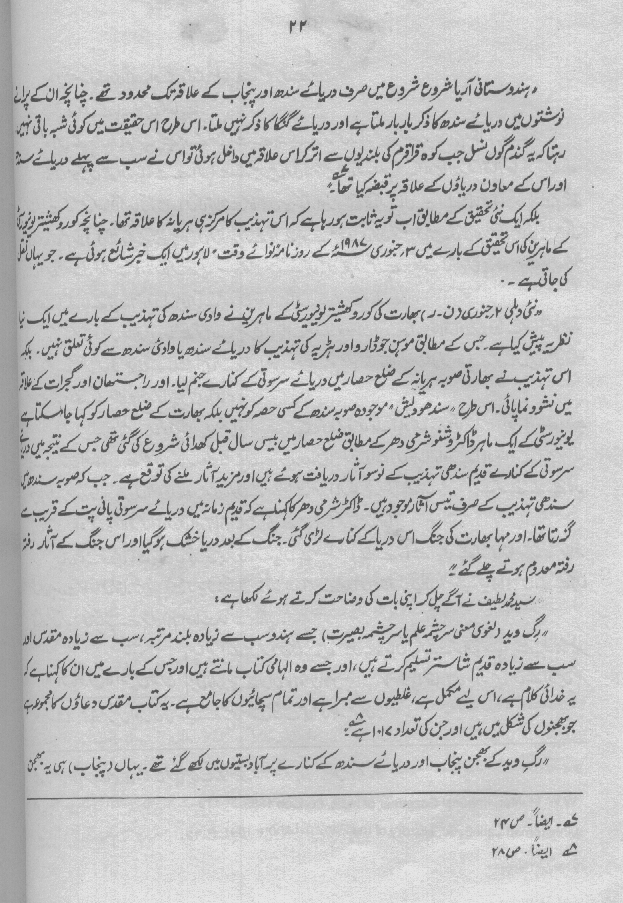 ۲۲
"ہندوستانی آریا شروع شروع میں صرف دریائے سندھ اور پنجاب کے علاقہ تک محدود تھے۔ چنانچہ ان کے پرانے
نوشتوں میں دریائے سندھ کا ذکر بار بار ملتا ہے اور دریائے گنگا کا ذکر نہیں ملتا۔ اس طرح اس حقیقت میں کوئی شبہ باقی نہیں
رہتا کہ یہ گندم گوں نسل جب کوہ قراقرم کی بلندیوں سے اتر کر اس علاقہ میں داخل ہوئی تو اس نے سب سے پہلے دریائے سندھ
اور اس کے معاون دریاؤں کے علاقہ پر قبضہ کیا تھا"۔
بلکہ ایک نئی تحقیق کے مطابق اب تو یہ ثابت ہو رہا ہے کہ اس تہذیب کا مرکز ہی ہریانہ کا علاقہ تھا۔ چنانچہ کوروکھشیتر یونیورسٹی
کے ماہرین کی اس تحقیق کے بارے میں ۳؍جنوری ۱۹۸۷ء کے روزنامہ نوائے وقت" لاہور میں ایک خبر شائع ہوئی ہے۔ جو یہاں نقل
کی جاتی ہے۔
"نئی دہلی ۲؍جنوری (ن۔ر) بھارت کی کوروکھشیتر یونیورسٹی کے ماہرین نے وادی سندھ کی تہذیب کے بارے میں ایک نیا
نظریہ پیش کیا ہے۔ جس کے مطابق موہن جوڈارو اور ہڑپہ کی تہذیب کا دریائے سندھ یا وادی سندھ سے کوئی تعلق نہیں۔ بلکہ
اس تہذیب نے بھارتی صوبہ ہریانہ کے ضلع حصار میں دریائے سرسوتی کے کنارے جنم لیا۔ اور راجستھان اور گجرات کے علاقہ
میں نشوونما پائی۔ اس طرح "سندھو دیش" موجودہ صوبہ سندھ کے کسی حصہ کو نہیں بلکہ بھارت کے ضلع حصار کو کہا جا سکتا ہے
یونیورسٹی کے ایک ماہر ڈاکٹر وشنو شرمی دھر کے مطابق ضلع حصار میں بیس سال قبل کھدائی شروع کی گئی تھی جس کے نتیجہ میں دریائے
سرسوتی کے کنارے قدیم سندھی تہذیب کے نو سو آثار دریافت ہوئے ہیں اور مزید آثار ملنے کی توقع ہے۔ جب کہ صوبہ سندھ میں
سندھی تہذیب کے صرف تیس آثار موجود ہیں۔ ڈاکٹر شرمی دھر کا کہنا ہے کہ قدیم زمانہ میں دریائے سرسوتی پانی پت کے قریب سے
گزرتا تھا۔ اور مہا بھارت کی جنگ اس دریا کے کنارے لڑی گئی۔ جنگ کے بعد دریا خشک ہو گیا اور اس جنگ کے آثار رفتہ
رفتہ معدوم ہوتے چلے گئے"
سید محمد لطیف نے آگے چل کر اپنی بات کی وضاحت کرتے ہوئے لکھا ہے:
"رگ وید (لغوی معنی سرچشمہ علم یا سرچشمہ بصیرت) جسے ہندو سب سے زیادہ بلند مرتبہ، سب سے زیادہ مقدس اور
سب سے زیادہ قدیم شاستر تسلیم کرتے ہیں، اور جسے وہ الہامی کتاب مانتے ہیں اور جس کے بارے میں ان کا کہنا ہے کہ
یہ خدائی کلام ہے، اس لیے مکمل ہے، غلطیوں سے مبرا ہے اور تمام سچائیوں کا جامع ہے۔ یہ کتاب مقدس دعاؤں کا مجموعہ ہے
جو بھجنوں کی شکل میں ہیں اور جن کی تعداد ۱۰۱۷ ہے"۔
"رگ وید کے بھجن پنجاب اور دریائے سندھ کے کنارے پر آباد بستیوں میں لکھے گئے تھے۔ یہاں (پنجاب) ہی یہ بھجن
۷ے۔ ایضاً۔ ص ۲۴
۸ے ایضاً۔ ص ۲۸